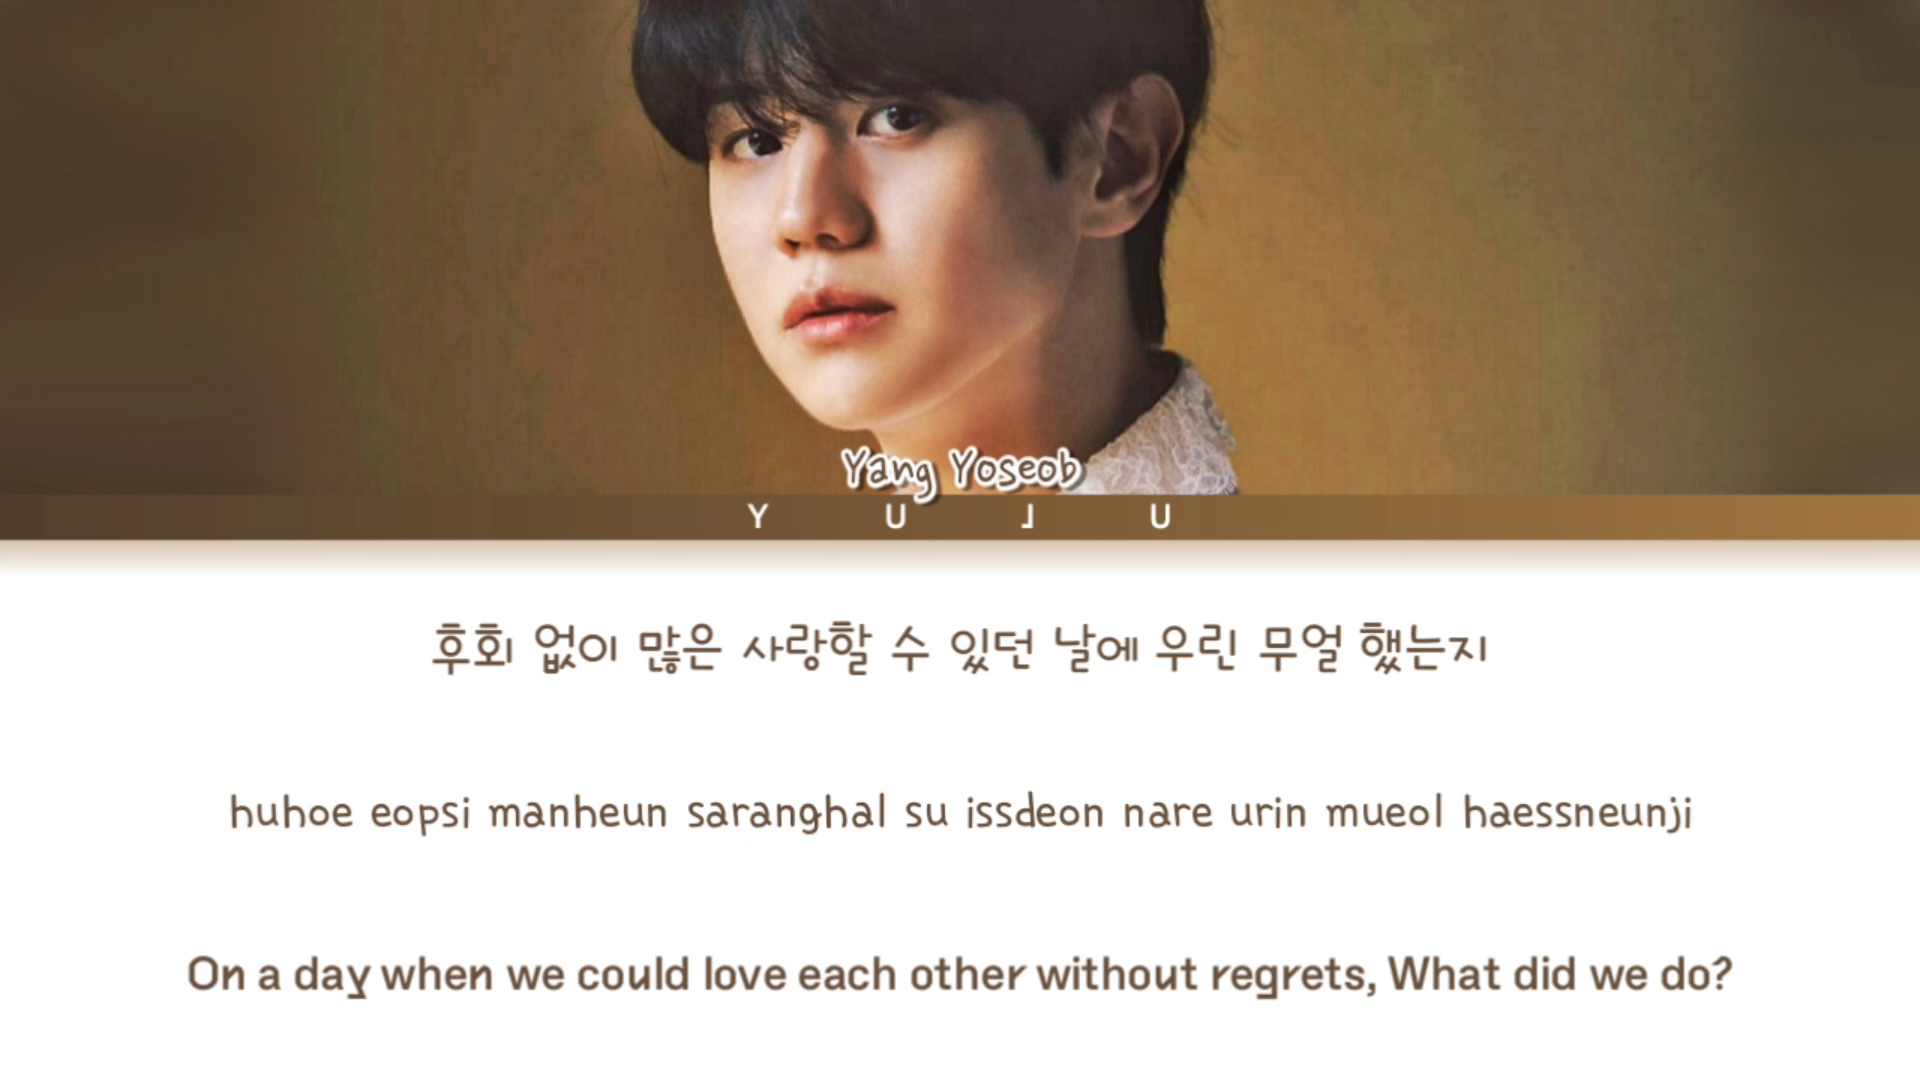 Yang Yoseob
Y U J U
후회 없이 많은 사랑할 수 있던 날에 우린 무얼 했는지
huhoe eopsi manheun saranghal su issdeon nare urin mueol haessneunji
On a day when we could love each other without regrets, What did we do?